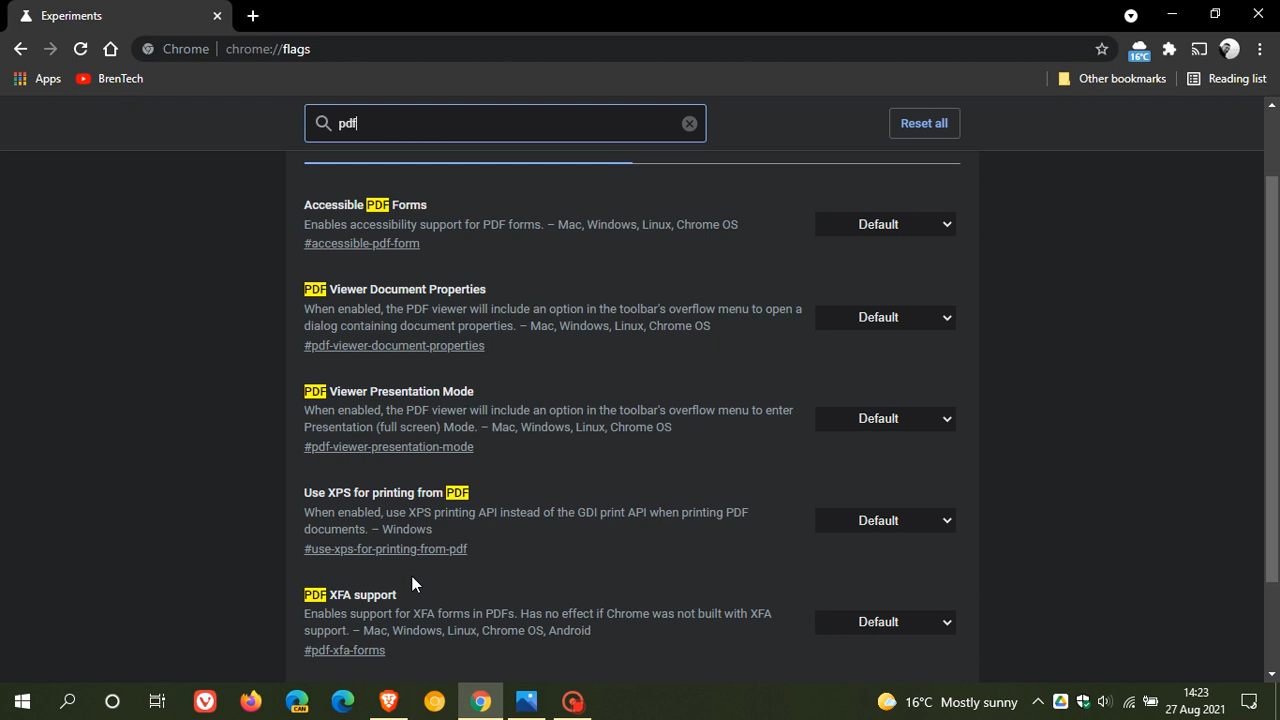 Experiments
Chrome chrome://flags
16°C
Apps BrenTech Other bookmarks Reading list
pdf Reset all
Accessible PDF Forms
Enables accessibility support for PDF forms. – Mac, Windows, Linux, Chrome OS
#accessible-pdf-form
Default
PDF Viewer Document Properties
When enabled, the PDF viewer will include an option in the toolbar's overflow menu to open a
dialog containing document properties. – Mac, Windows, Linux, Chrome OS
#pdf-viewer-document-properties
Default
PDF Viewer Presentation Mode
When enabled, the PDF viewer will include an option in the toolbar's overflow menu to enter
Presentation (full screen) Mode. – Mac, Windows, Linux, Chrome OS
#pdf-viewer-presentation-mode
Default
Use XPS for printing from PDF
When enabled, use XPS printing API instead of the GDI print API when printing PDF
documents. – Windows
#use-xps-for-printing-from-pdf
Default
PDF XFA support
Enables support for XFA forms in PDFs. Has no effect if Chrome was not built with XFA
support. – Mac, Windows, Linux, Chrome OS, Android
#pdf-xfa-forms
Default
CAN
16°C Mostly sunny
14:23
27 Aug 2021